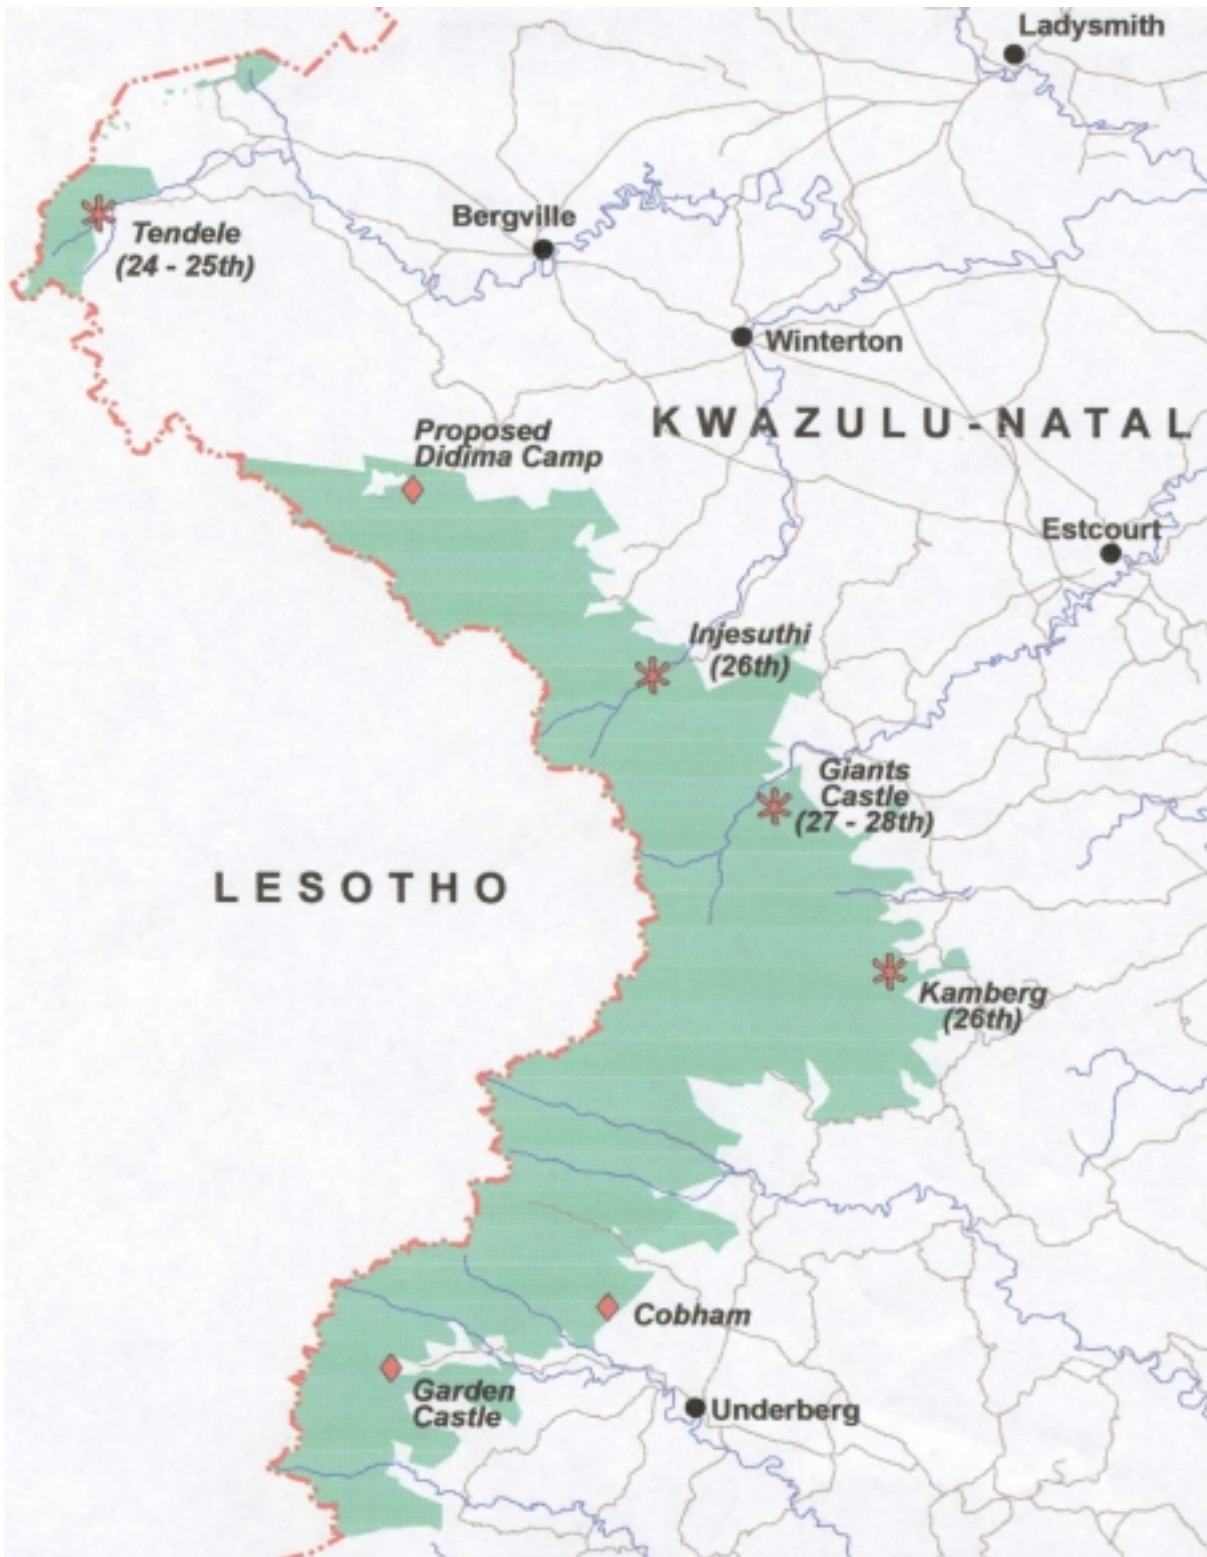 Ladysmith
Bergville
Tendele
(24 - 25th)
Winterton
KWAZULU-NATAL
Proposed
Didima Camp
Estcourt
Injesuthi
(26th)
Giants
Castle
(27 - 28th)
LESOTHO
Kamberg
(26th)
Cobham
Garden
Castle
Underberg